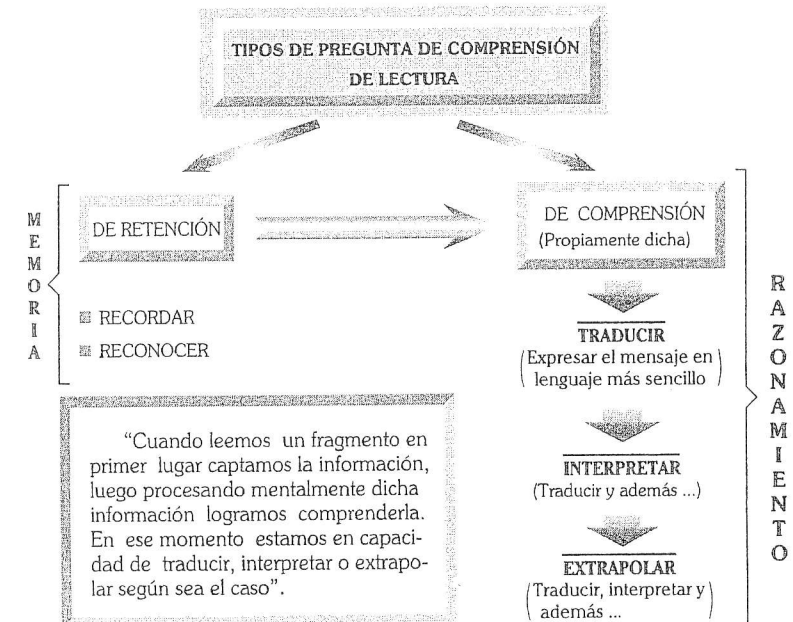 TIPOS DE PREGUNTA DE COMPRENSIÓN
DE LECTURA
MEMORIA
DE RETENCIÓN
RECORDAR
RECONOCER
DE COMPRENSIÓN
(Propiamente dicha)
TRADUCIR
(Expresar el mensaje en
lenguaje más sencillo)
INTERPRETAR
(Traducir y además ...)
EXTRAPOLAR
(Traducir, interpretar y
además ...)
RAZONAMIENTO
“Cuando leemos un fragmento en
primer lugar captamos la información,
luego procesando mentalmente dicha
información logramos comprenderla.
En ese momento estamos en capaci-
dad de traducir, interpretar o extrapo-
lar según sea el caso”.